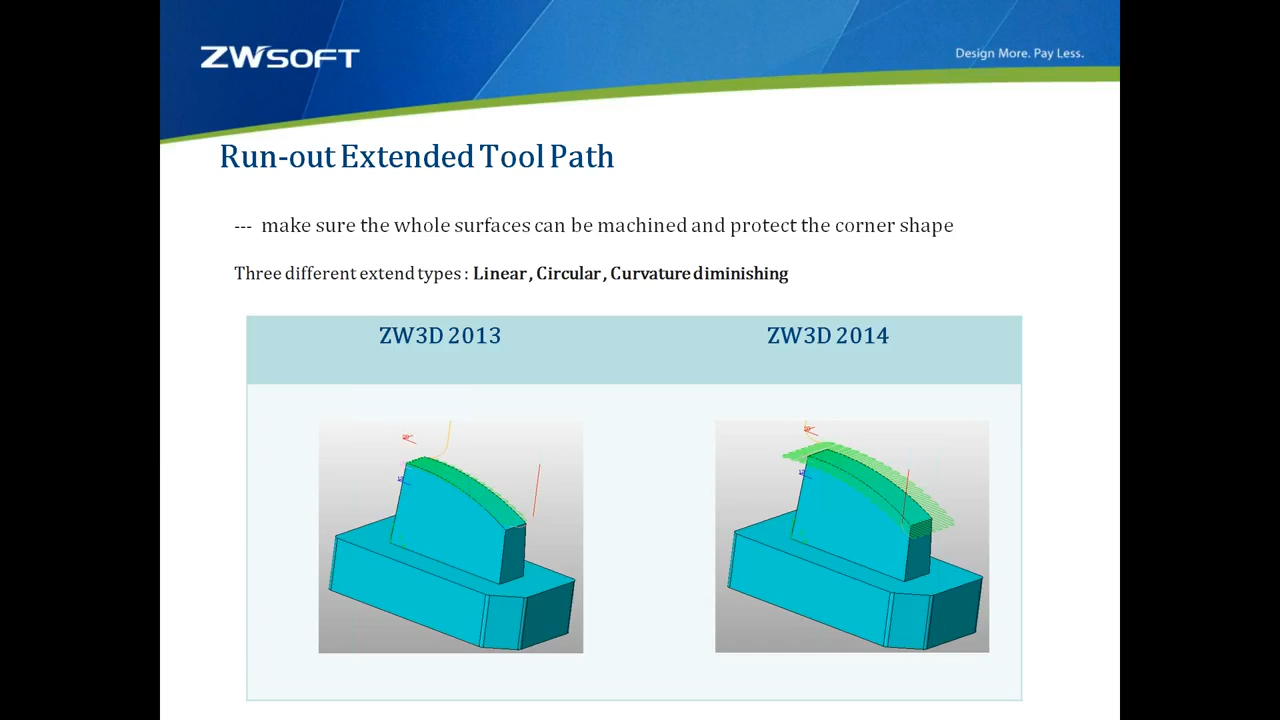 ZWSOFT
Design More. Pay Less.
Run-out Extended Tool Path
--- make sure the whole surfaces can be machined and protect the corner shape
Three different extend types : Linear , Circular , Curvature diminishing
ZW3D 2013
ZW3D 2014